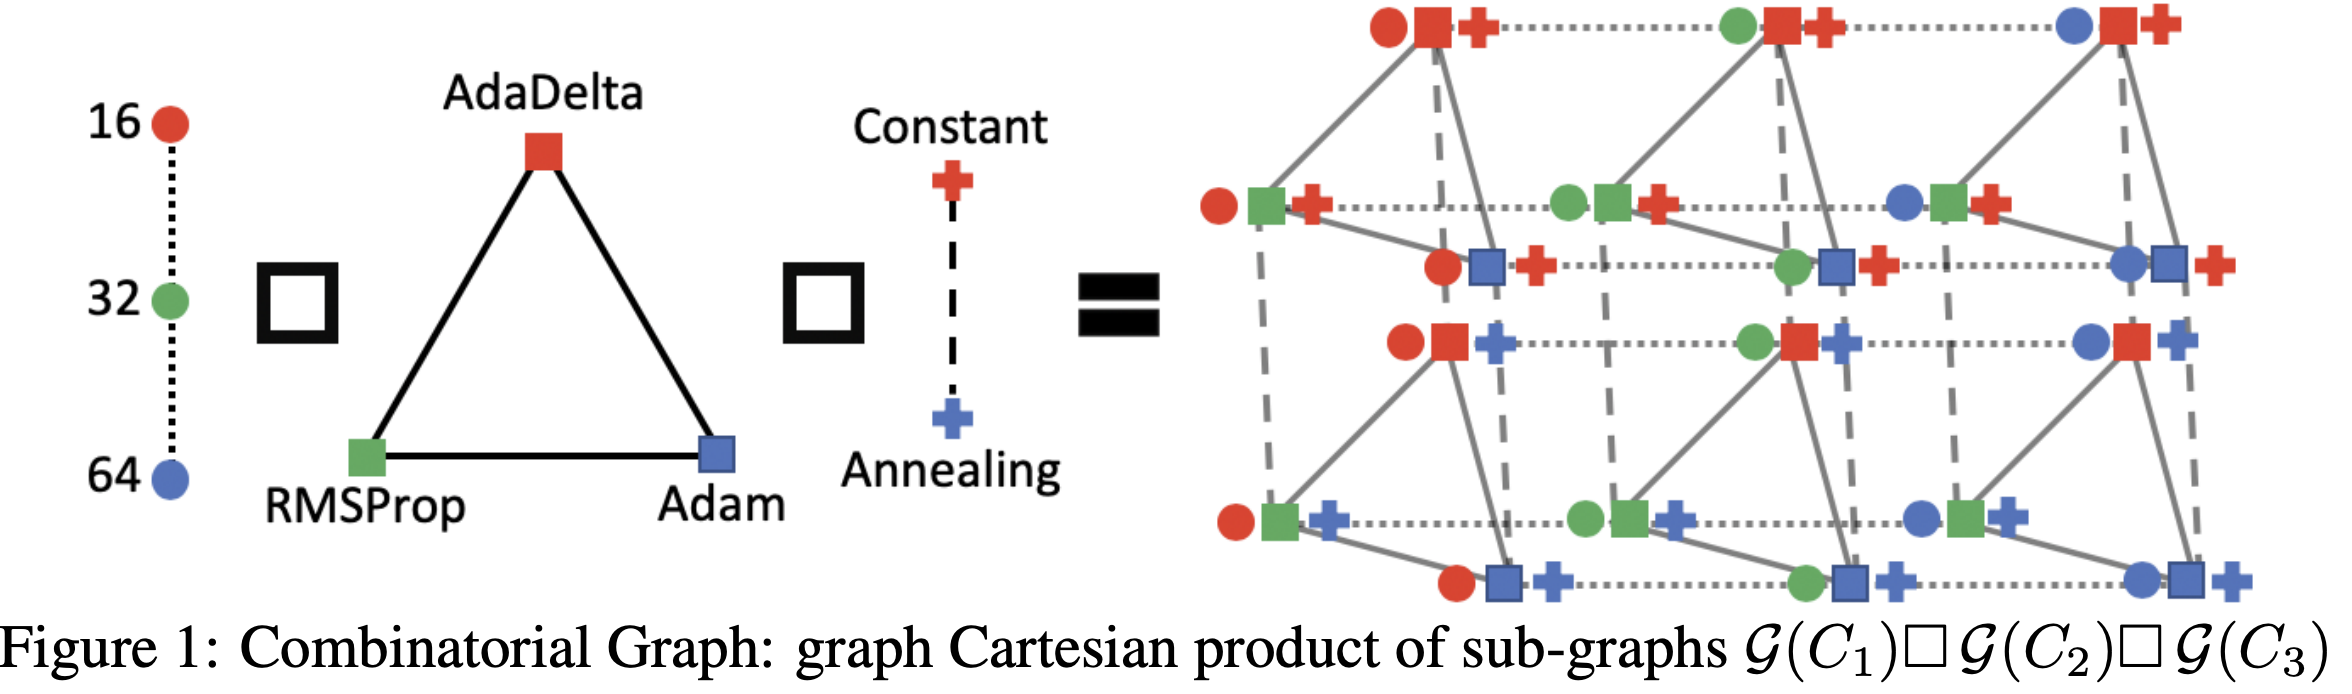 AdaDelta
16
Constant
32
64
Annealing
RMSProp
Adam
Figure 1: Combinatorial Graph: graph Cartesian product of sub-graphs 𝒢(C₁)□𝒢(C₂)□𝒢(C₃)